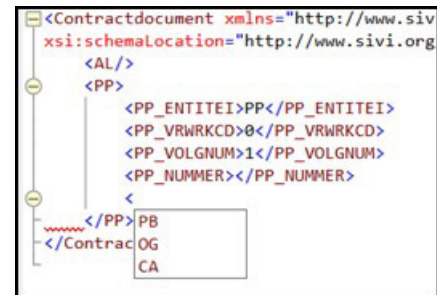 <Contractdocument xmlns="http://www.siv
xsi:schemaLocation="http://www.sivi.org
<AL/>
<PP>
<PP_ENTITEI>PP</PP_ENTITEI>
<PP_VRWRKCD>0</PP_VRWRKCD>
<PP_VOLGNUM>1</PP_VOLGNUM>
<PP_NUMMER></PP_NUMMER>
<
</PP>
PB
</Contrac
OG
CA